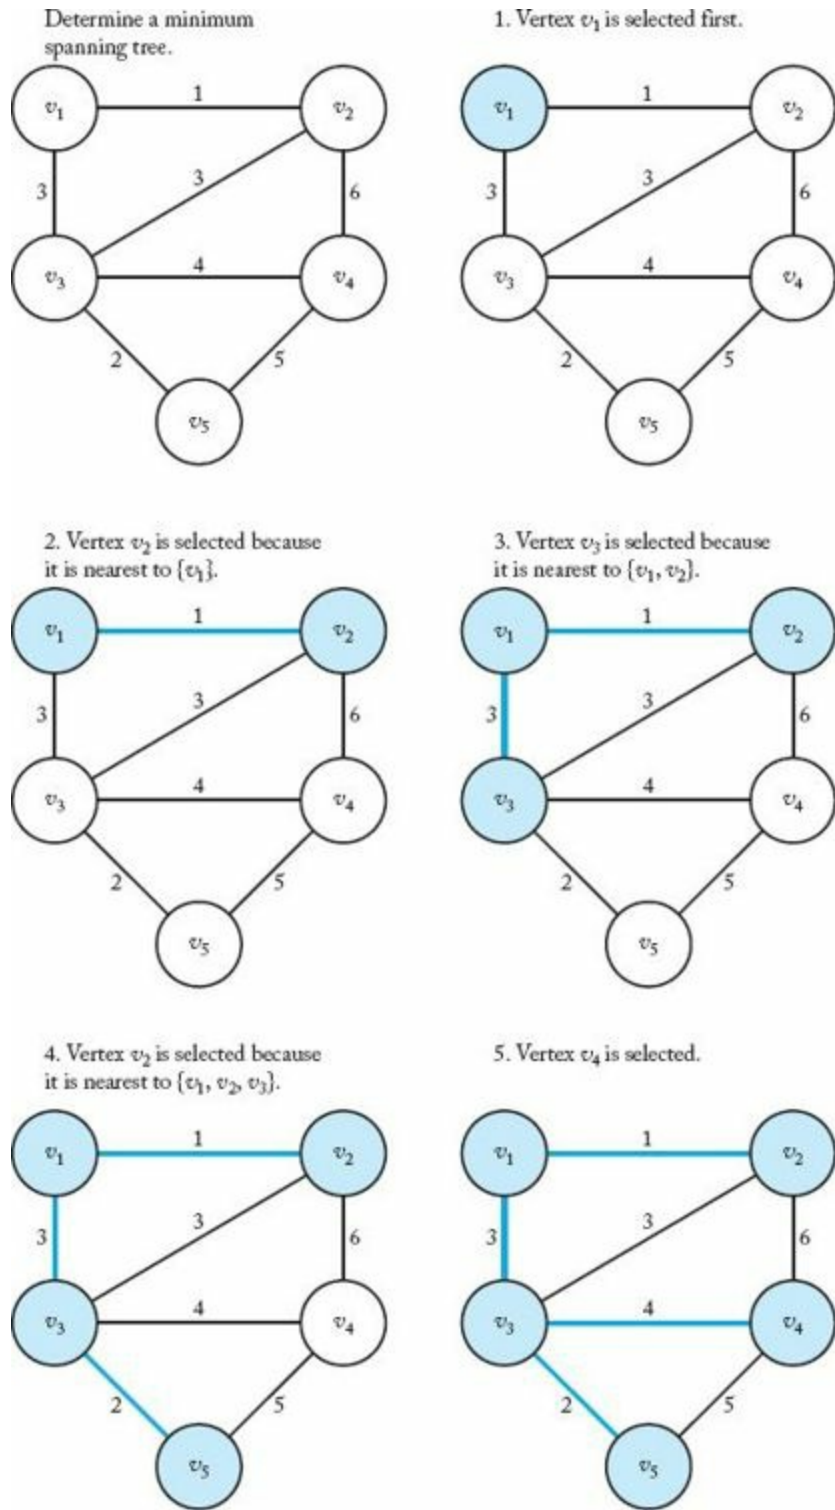 Determine a minimum
spanning tree.
1. Vertex v₁ is selected first.
v₁ 1 v₂
3 3 6
v₃ 4 v₄
2 5
v₅
v₁ 1 v₂
3 3 6
v₃ 4 v₄
2 5
v₅
2. Vertex v₂ is selected because
it is nearest to {v₁}.
3. Vertex v₃ is selected because
it is nearest to {v₁, v₂}.
v₁ 1 v₂
3 3 6
v₃ 4 v₄
2 5
v₅
v₁ 1 v₂
3 3 6
v₃ 4 v₄
2 5
v₅
4. Vertex v₂ is selected because
it is nearest to {v₁, v₂, v₃}.
5. Vertex v₄ is selected.
v₁ 1 v₂
3 3 6
v₃ 4 v₄
2 5
v₅
v₁ 1 v₂
3 3 6
v₃ 4 v₄
2 5
v₅